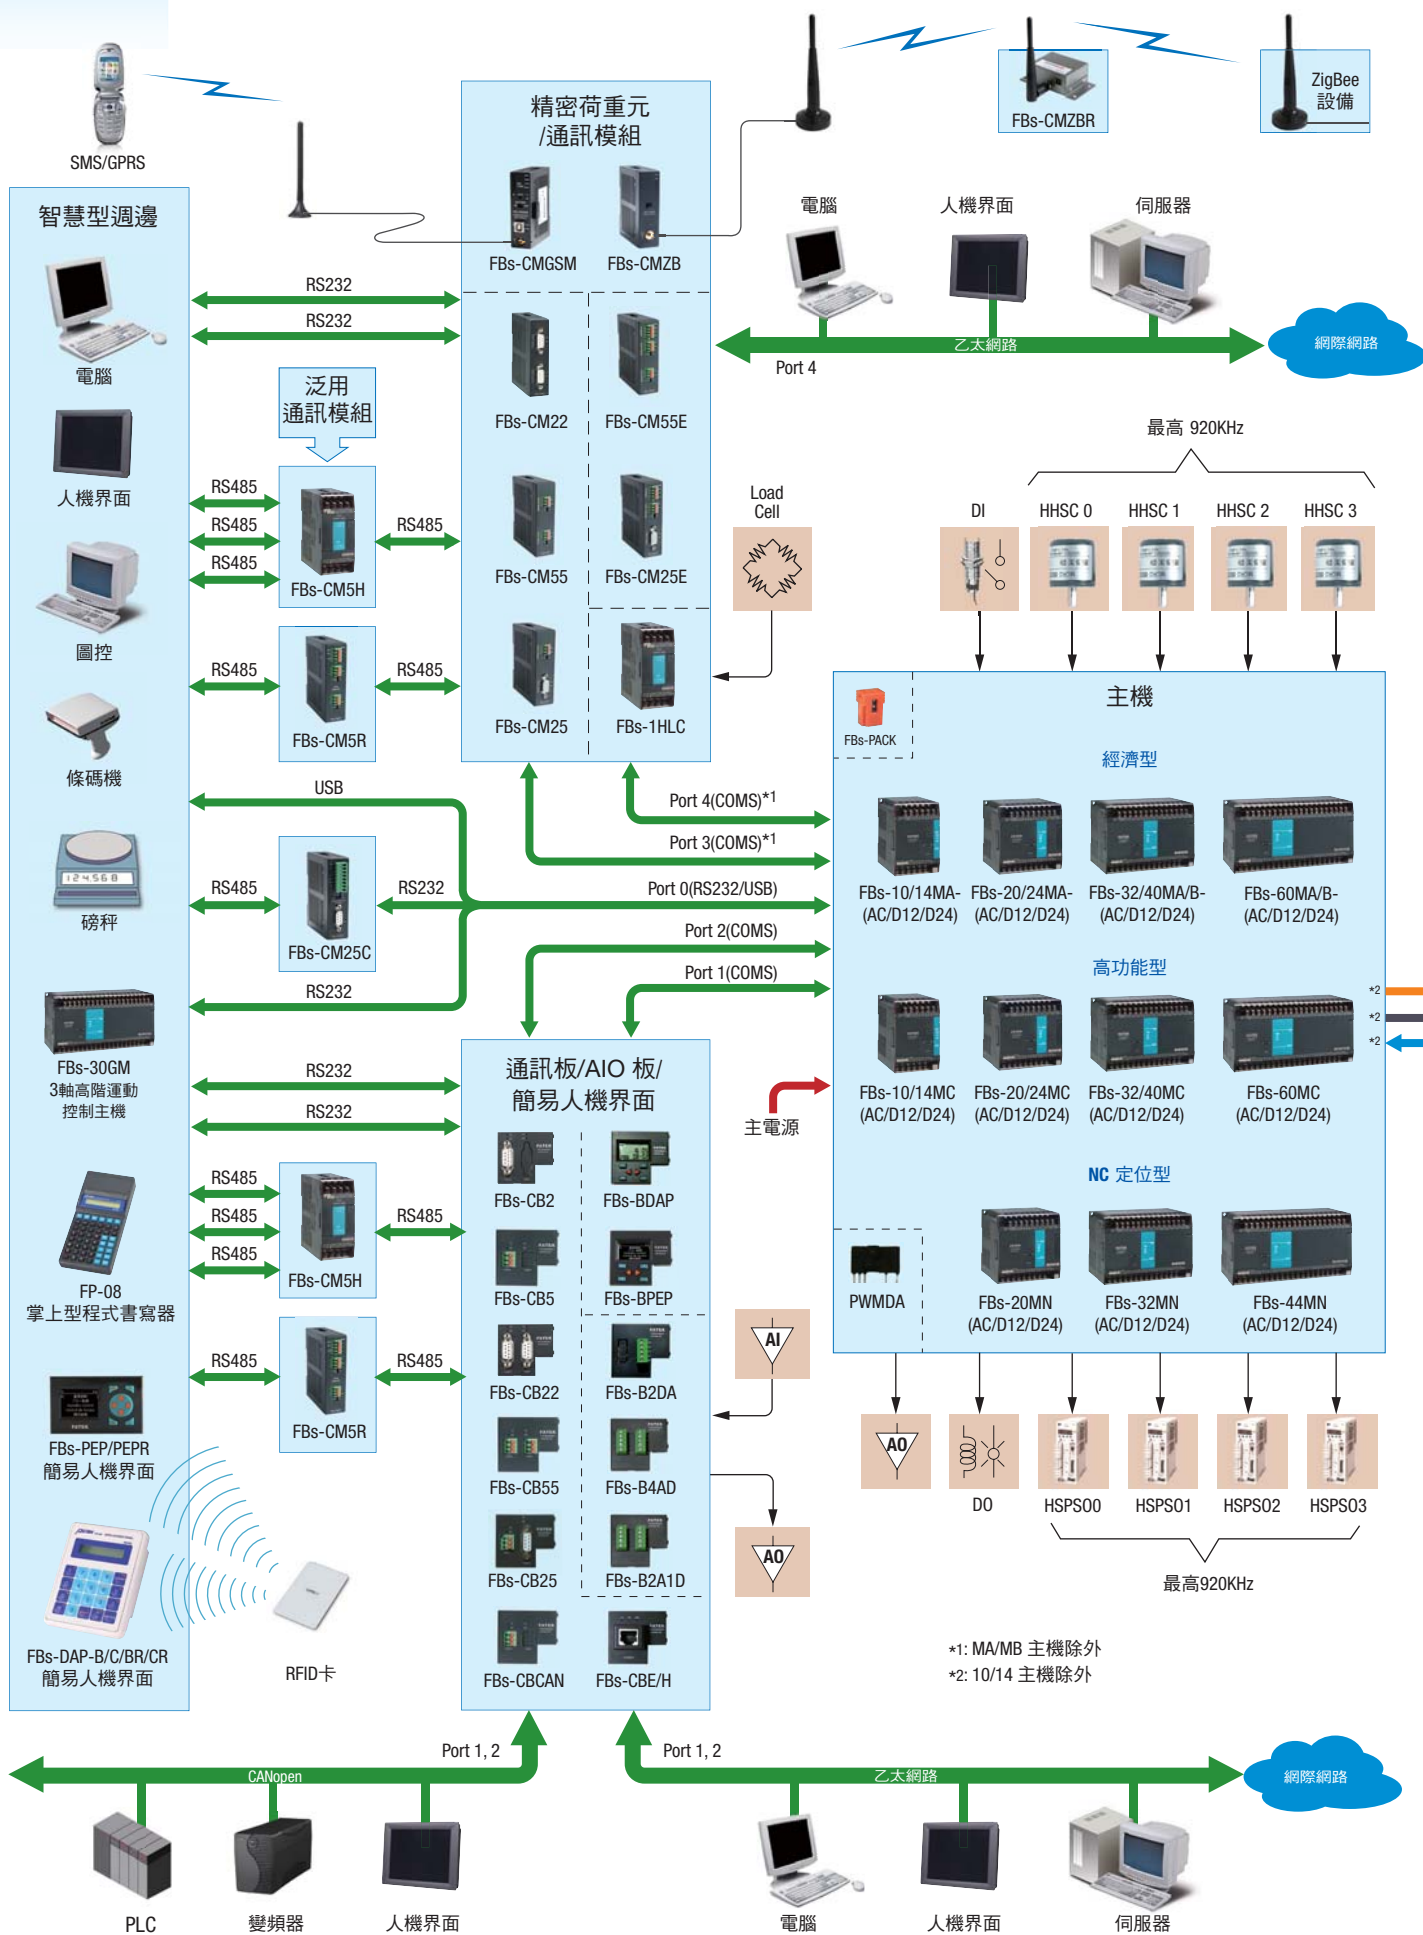 SMS/GPRS
精密荷重元
/通訊模組
FBs-CMGSM
FBs-CMZB
FBs-CMZBR
ZigBee
設備
智慧型週邊
電腦
人機界面
圖控
條碼機
磅秤
FBs-30GM
3軸高階運動
控制主機
FP-08
掌上型程式書寫器
FBs-PEP/PEPR
簡易人機界面
FBs-DAP-B/C/BR/CR
簡易人機界面
RFID卡
RS232
RS232
泛用
通訊模組
RS485
RS485
RS485
FBs-CM5H
RS485
RS485
FBs-CM5R
RS485
USB
RS485
FBs-CM25C
RS232
RS232
RS232
RS232
RS485
RS485
RS485
FBs-CM5H
RS485
RS485
FBs-CM5R
RS485
FBs-CM22
FBs-CM55E
FBs-CM55
FBs-CM25E
FBs-CM25
FBs-1HLC
電腦
人機界面
伺服器
乙太網路
Port 4
網際網路
Load
Cell
最高 920KHz
DI
HHSC 0
HHSC 1
HHSC 2
HHSC 3
Port 4(COMS)*1
Port 3(COMS)*1
Port 0(RS232/USB)
Port 2(COMS)
Port 1(COMS)
主電源
主機
FBs-PACK
經濟型
FBs-10/14MA-
(AC/D12/D24)
FBs-20/24MA-
(AC/D12/D24)
FBs-32/40MA/B-
(AC/D12/D24)
FBs-60MA/B-
(AC/D12/D24)
高功能型
*2
*2
*2
FBs-10/14MC
(AC/D12/D24)
FBs-20/24MC
(AC/D12/D24)
FBs-32/40MC
(AC/D12/D24)
FBs-60MC
(AC/D12/D24)
NC 定位型
PWMDA
FBs-20MN
(AC/D12/D24)
FBs-32MN
(AC/D12/D24)
FBs-44MN
(AC/D12/D24)
通訊板/AIO 板/
簡易人機界面
FBs-CB2
FBs-BDAP
FBs-CB5
FBs-BPEP
FBs-CB22
FBs-B2DA
FBs-CB55
FBs-B4AD
FBs-CB25
FBs-B2A1D
FBs-CBCAN
FBs-CBE/H
AI
AO
AO
DO
HSPSO0
HSPSO1
HSPSO2
HSPSO3
最高920KHz
*1: MA/MB 主機除外
*2: 10/14 主機除外
Port 1, 2
CANopen
PLC
變頻器
人機界面
Port 1, 2
乙太網路
網際網路
電腦
人機界面
伺服器